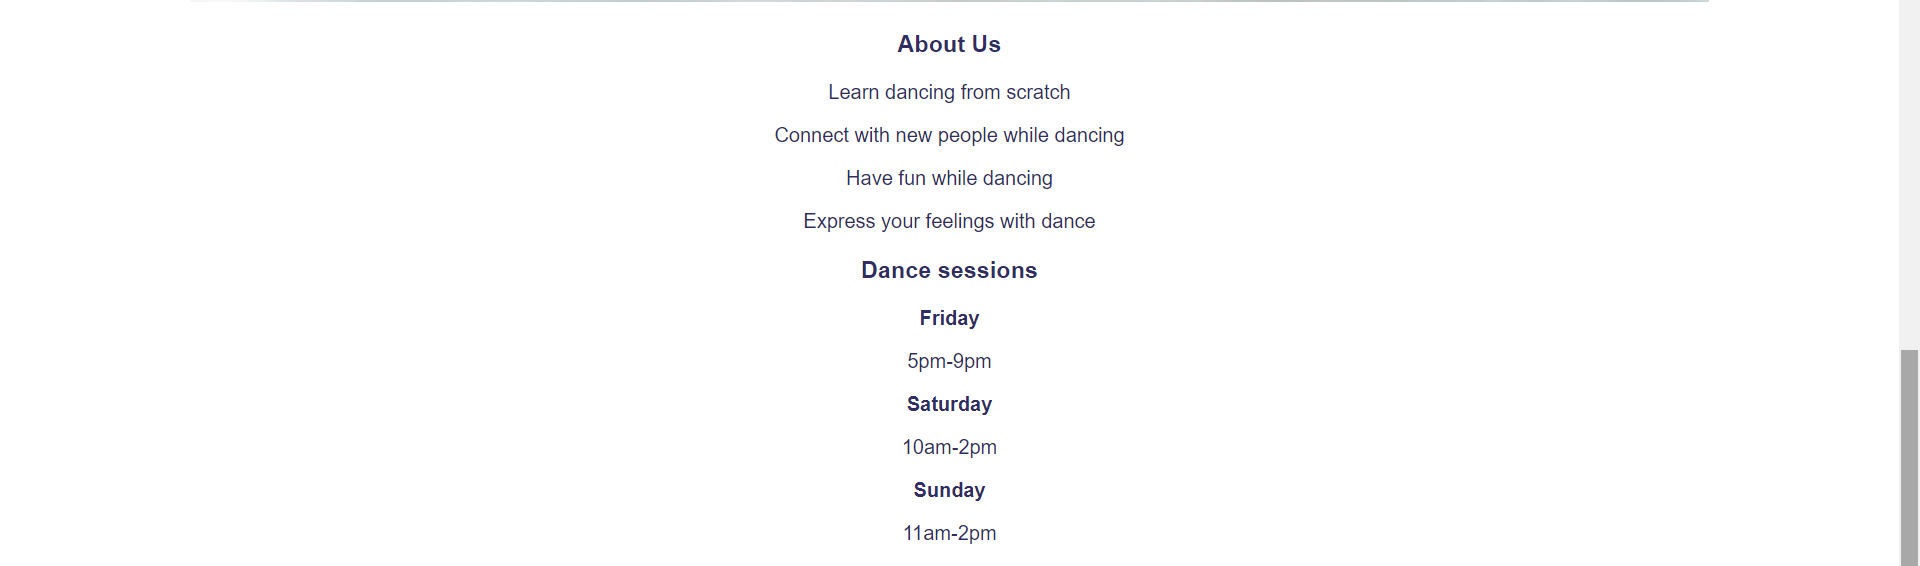 About Us
Learn dancing from scratch
Connect with new people while dancing
Have fun while dancing
Express your feelings with dance
Dance sessions
Friday
5pm-9pm
Saturday
10am-2pm
Sunday
11am-2pm